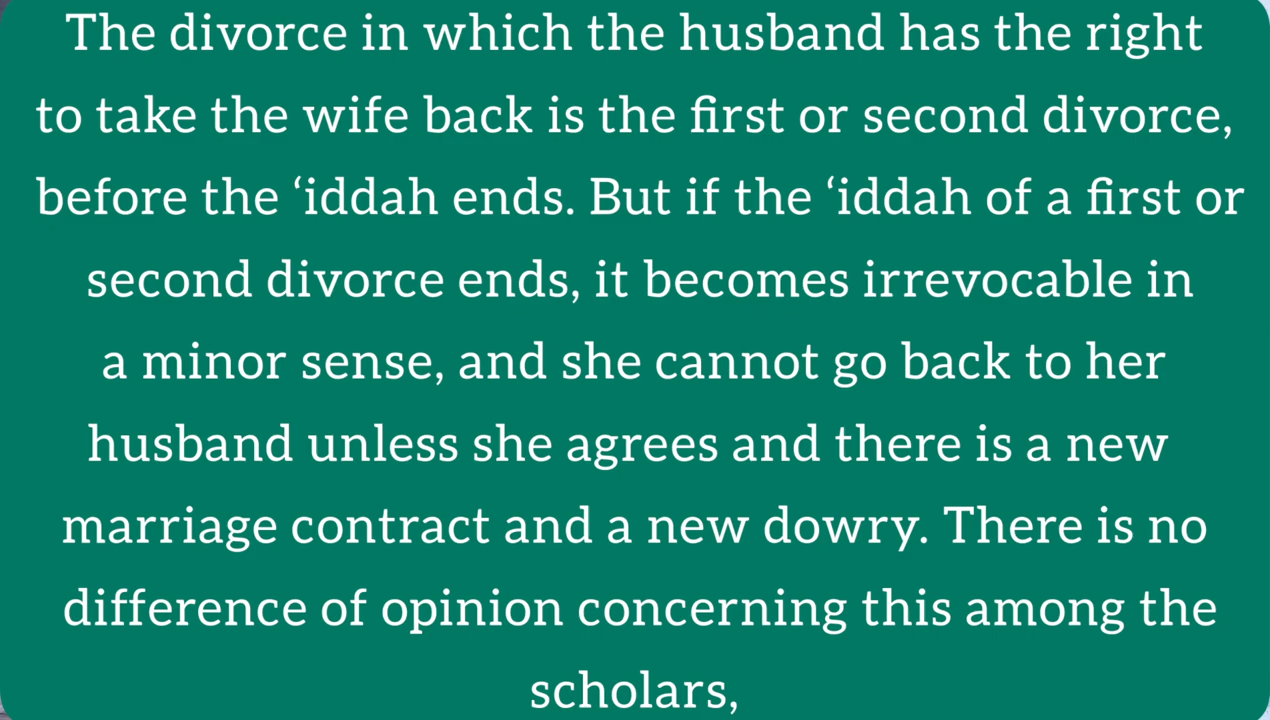 The divorce in which the husband has the right
to take the wife back is the first or second divorce,
before the ‘iddah ends. But if the ‘iddah of a first or
second divorce ends, it becomes irrevocable in
a minor sense, and she cannot go back to her
husband unless she agrees and there is a new
marriage contract and a new dowry. There is no
difference of opinion concerning this among the
scholars,